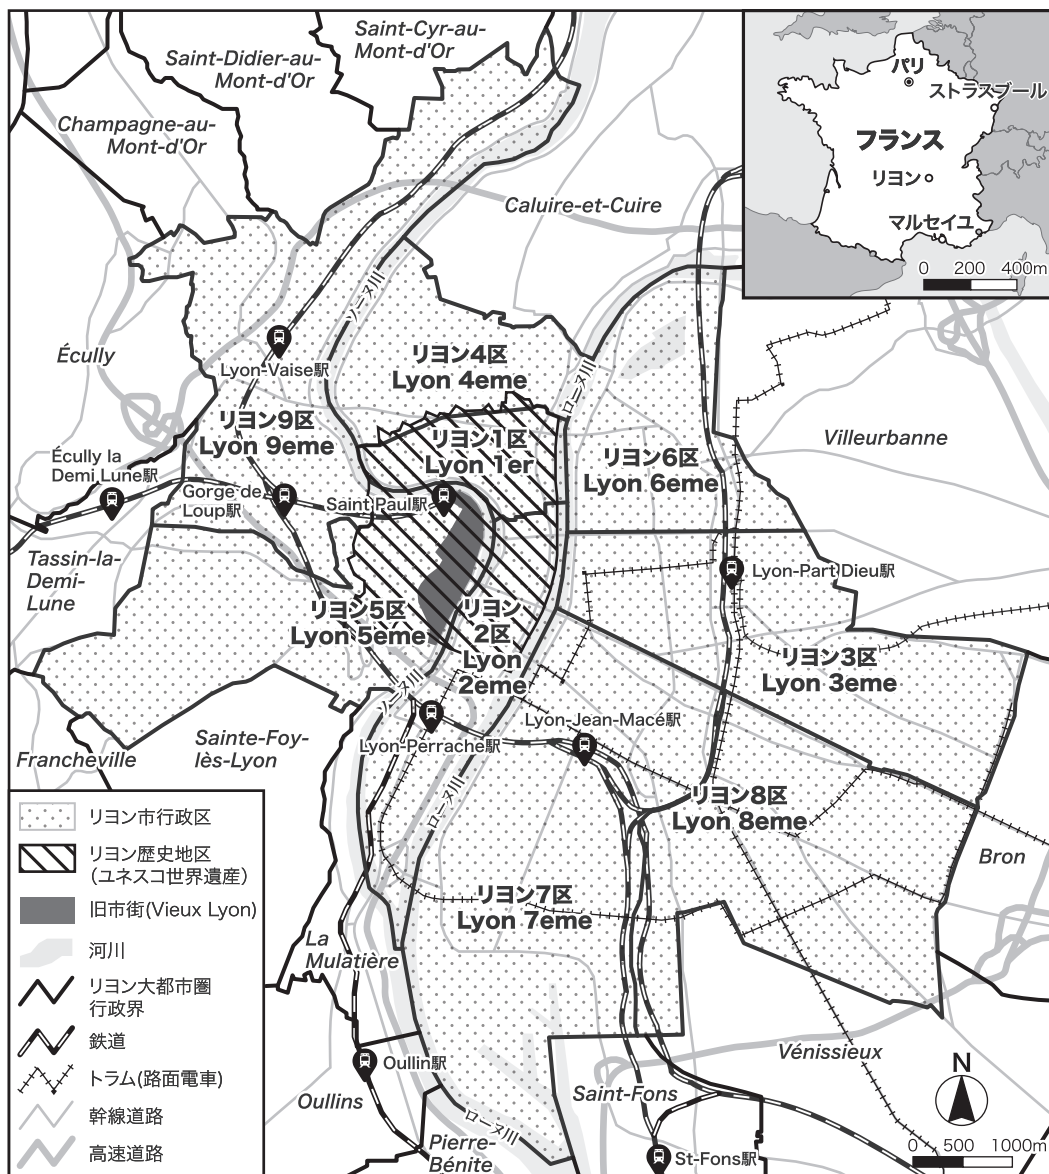 Saint-Cyr-au-
Mont-d'Or
Saint-Didier-au-
Mont-d'Or
Champagne-au-
Mont-d'Or
Caluire-et-Cuire
パリ
ストラスブール
フランス
リヨン
マルセイユ
0 200 400m
ソーヌ川
Écully
Lyon-Vaise駅
リヨン4区
Lyon 4eme
ローヌ川
リヨン9区
Lyon 9eme
リヨン1区
Lyon 1er
Villeurbanne
リヨン6区
Lyon 6eme
Écully la
Demi Lune駅
Gorge de
Loup駅
Saint Paul駅
Tassin-la-
Demi-
Lune
Lyon-Part Dieu駅
リヨン5区
Lyon 5eme
リヨン
2区
Lyon
2eme
リヨン3区
Lyon 3eme
ソーヌ川
Lyon-Jean-Macé駅
Lyon-Perrache駅
Francheville
Sainte-Foy-
lès-Lyon
ローヌ川
リヨン8区
Lyon 8eme
Bron
リヨン7区
Lyon 7eme
La
Mulatière
Vénissieux
Oullin駅
Oullins
Saint-Fons
ローヌ川
Pierre-
Bénite
St-Fons駅
リヨン市行政区
リヨン歴史地区
(ユネスコ世界遺産)
旧市街(Vieux Lyon)
河川
リヨン大都市圏
行政界
鉄道
トラム(路面電車)
幹線道路
高速道路
N
0 500 1000m